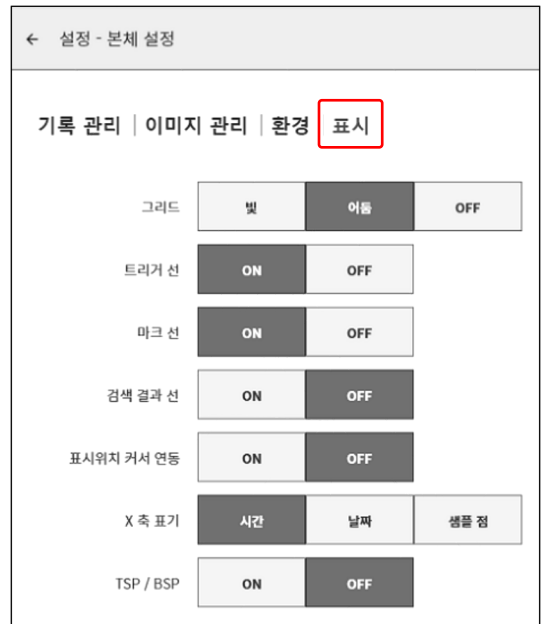 ← 설정 - 본체 설정
기록 관리 | 이미지 관리 | 환경 표시
그리드 빛 어둠 OFF
트리거 선 ON OFF
마크 선 ON OFF
검색 결과 선 ON OFF
표시위치 커서 연동 ON OFF
X 축 표기 시간 날짜 샘플 점
TSP / BSP ON OFF